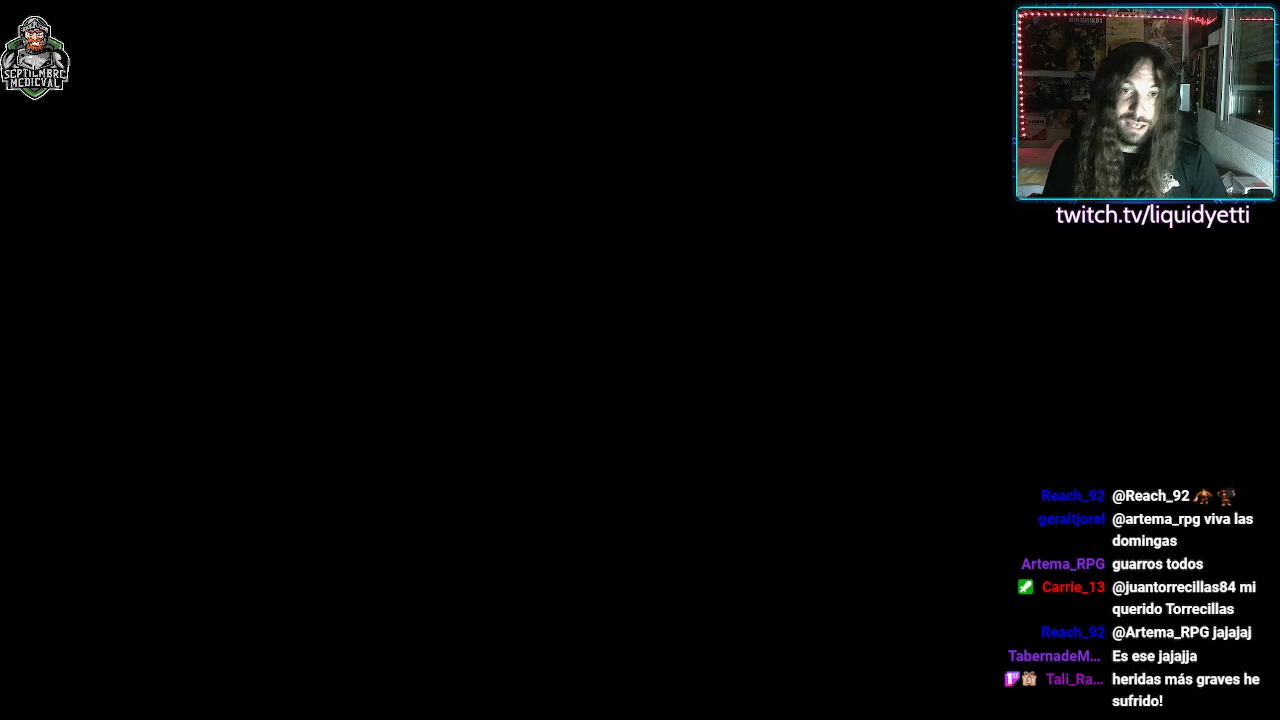 SEPTIEMBRE
MEDIEVAL
twitch.tv/liquidyetti
Reach_92 @Reach_92
geraltjorel @artema_rpg viva las
domingas
Artema_RPG guarros todos
Carrie_13 @juantorrecillas84 mi
querido Torrecillas
Reach_92 @Artema_RPG jajajaj
TabernadeM... Es ese jajajja
Tali_Ra... heridas más graves he
sufrido!